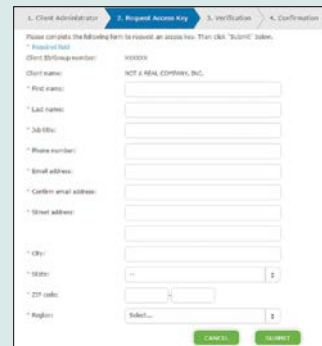 1. Client Administrator 2. Request Access Key 3. Verification 4. Confirmation
Please complete the following form to request an access key. Then click "Submit" below.
* Required field
Client ID/Group number: XXXXXX
Client name: NOT A REAL COMPANY, INC.
* First name:
* Last name:
* Job title:
* Phone number:
* Email address:
* Confirm email address:
* Street address:
* City:
* State: --
* ZIP code: -
* Region: Select...
CANCEL SUBMIT